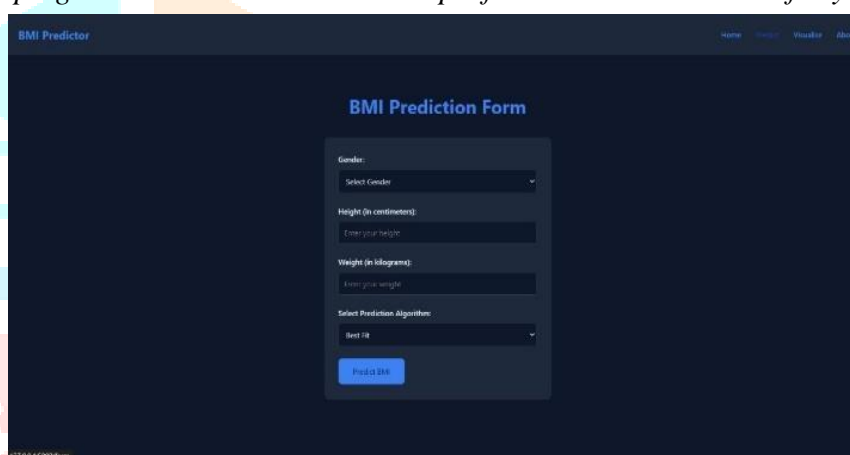 BMI Predictor
Home Predict Visualize
BMI Prediction Form
Gender:
Select Gender
Height (in centimeters):
Enter your height
Weight (in kilograms):
Enter your weight
Select Prediction Algorithm:
Best Fit
Predict BMI